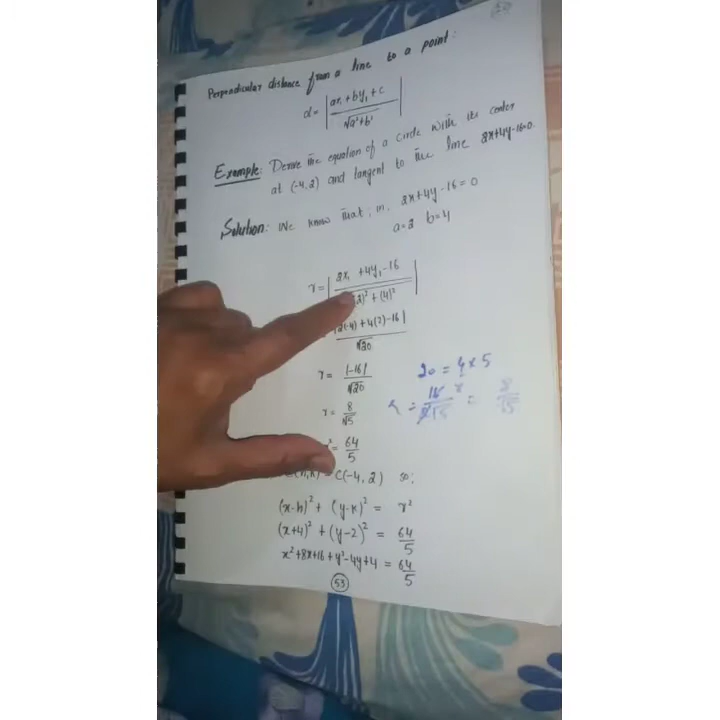 Perpendicular distance from a line to a point:
d = |ax₁ + by₁ + c / √a²+b²|
Example: Derive the equation of a circle with its center
at (-4,2) and tangent to the line 2x+4y-16=0.
Solution: We know that; in, 2x+4y-16=0
a=2 b=4
r = |2x₁ + 4y₁ - 16 / (2)² + (4)²|
|2(-4) + 4(2) - 16| / √20
r = |-16| / √20
20 = 4 x 5
r = 8/√5
r = 16/2√5 = 8/√5
² = 64/5
C(-4, 2) so;
(x-h)² + (y-k)² = r²
(x+4)² + (y-2)² = 64/5
x²+8x+16+y²-4y+4 = 64/5
53